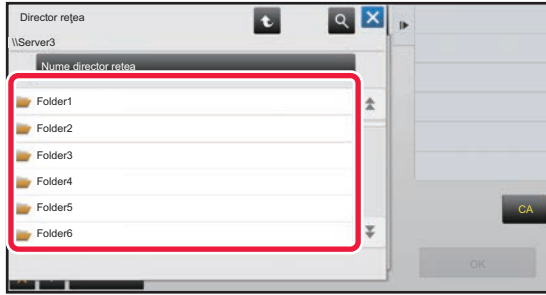 Director rețea
\\Server3
Nume director rețea
Folder1
Folder2
Folder3
Folder4
Folder5
Folder6
CA
OK